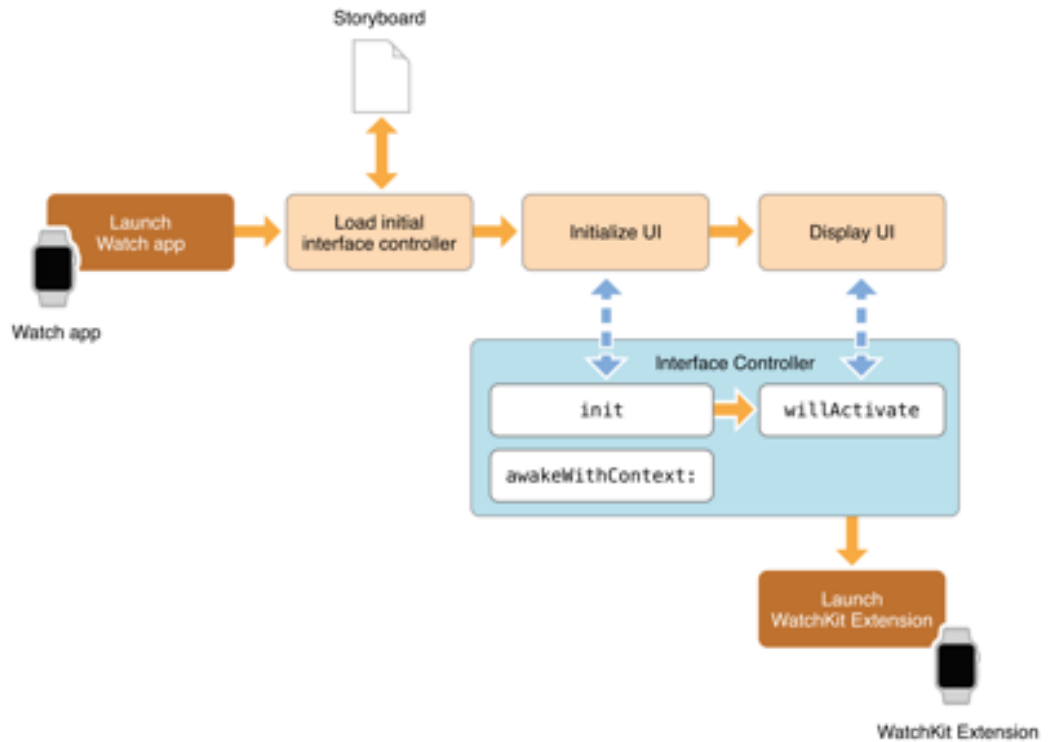 Storyboard
Launch
Watch app
Load initial
interface controller
Initialize UI
Display UI
Watch app
Interface Controller
init
willActivate
awakeWithContext:
Launch
WatchKit Extension
WatchKit Extension